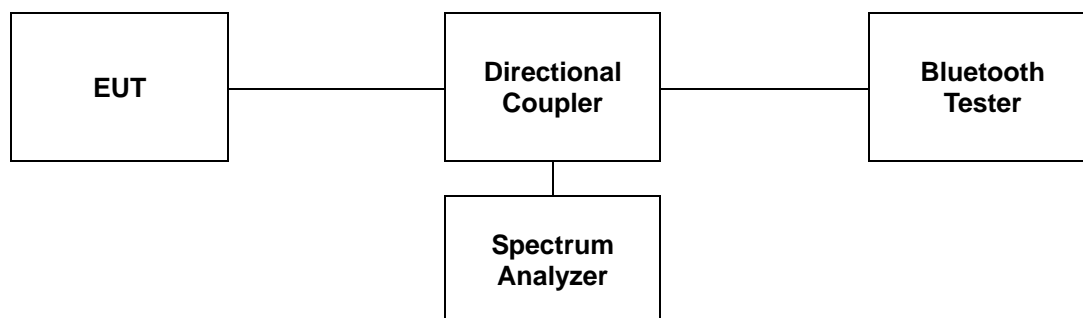 EUT
Directional
Coupler
Bluetooth
Tester
Spectrum
Analyzer